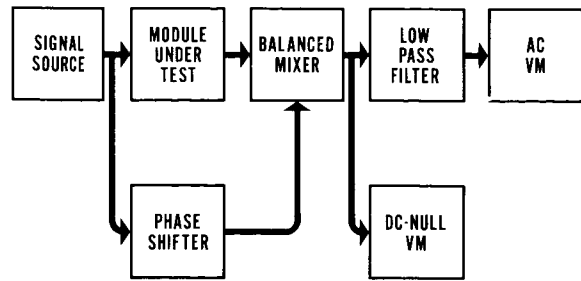 SIGNAL
SOURCE
MODULE
UNDER
TEST
BALANCED
MIXER
LOW
PASS
FILTER
AC
VM
PHASE
SHIFTER
DC-NULL
VM